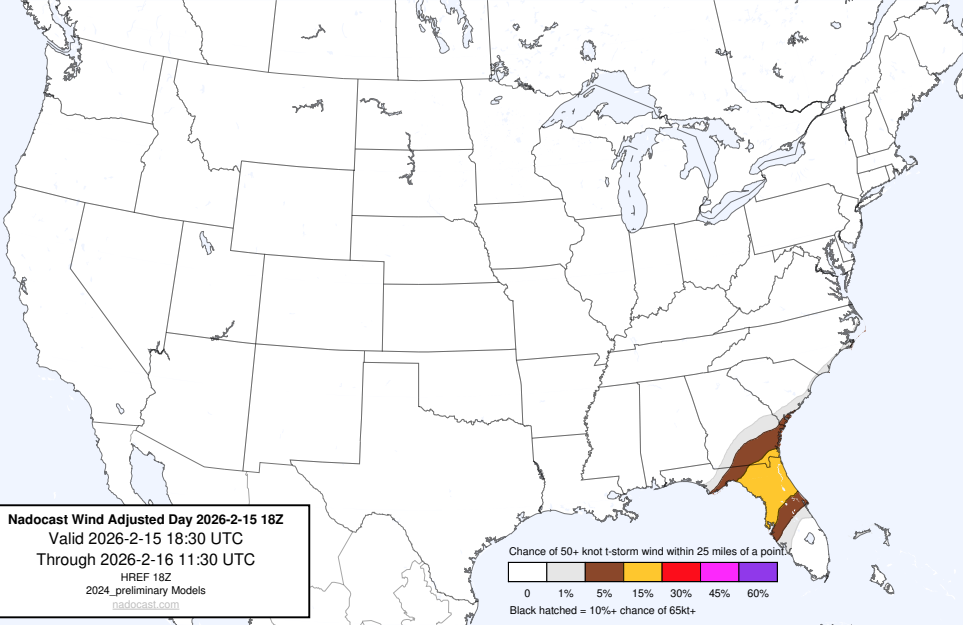 Nadocast Wind Adjusted Day 2026-2-15 18Z
Valid 2026-2-15 18:30 UTC
Through 2026-2-16 11:30 UTC
HREF 18Z
2024_preliminary Models
nadocast.com
Chance of 50+ knot t-storm wind within 25 miles of a point.
0 1% 5% 15% 30% 45% 60%
Black hatched = 10%+ chance of 65kt+